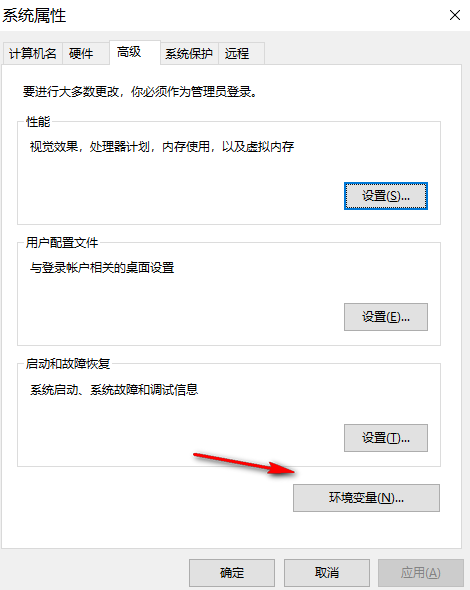 系统属性
计算机名 硬件 高级 系统保护 远程
要进行大多数更改，你必须作为管理员登录。
性能
视觉效果，处理器计划，内存使用，以及虚拟内存
设置(S)...
用户配置文件
与登录帐户相关的桌面设置
设置(E)...
启动和故障恢复
系统启动、系统故障和调试信息
设置(T)...
环境变量(N)...
确定 取消 应用(A)